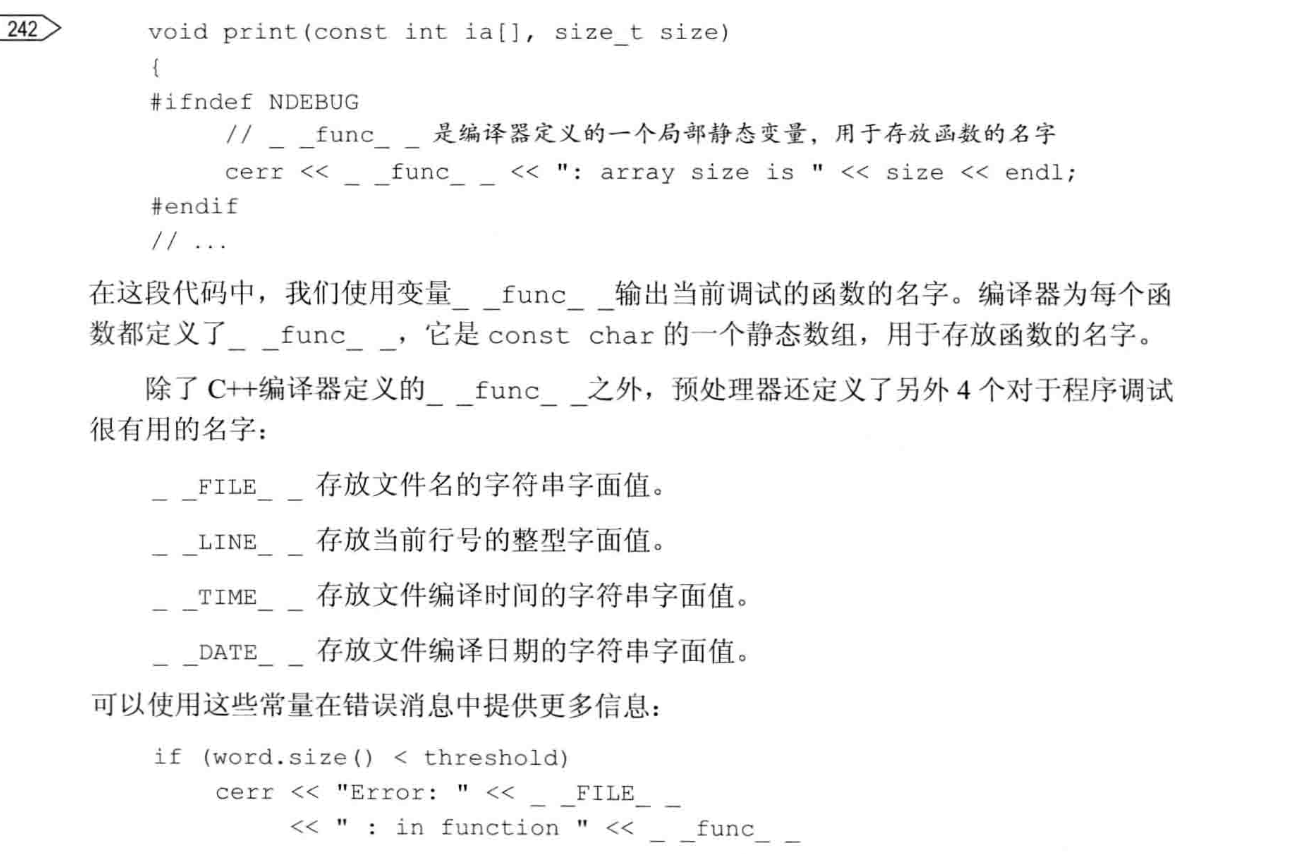 242
void print(const int ia[], size_t size)
{
#ifndef NDEBUG
// _ _func_ _ 是编译器定义的一个局部静态变量，用于存放函数的名字
cerr << _ _func_ _ << ": array size is " << size << endl;
#endif
// ...
在这段代码中，我们使用变量_ _func_ _输出当前调试的函数的名字。编译器为每个函
数都定义了_ _func_ _，它是 const char 的一个静态数组，用于存放函数的名字。
除了 C++编译器定义的_ _func_ _之外，预处理器还定义了另外 4 个对于程序调试
很有用的名字：
_ _FILE_ _ 存放文件名的字符串字面值。
_ _LINE_ _ 存放当前行号的整型字面值。
_ _TIME_ _ 存放文件编译时间的字符串字面值。
_ _DATE_ _ 存放文件编译日期的字符串字面值。
可以使用这些常量在错误消息中提供更多信息：
if (word.size() < threshold)
cerr << "Error: " << _ _FILE_ _
<< " : in function " << _ _func_ _